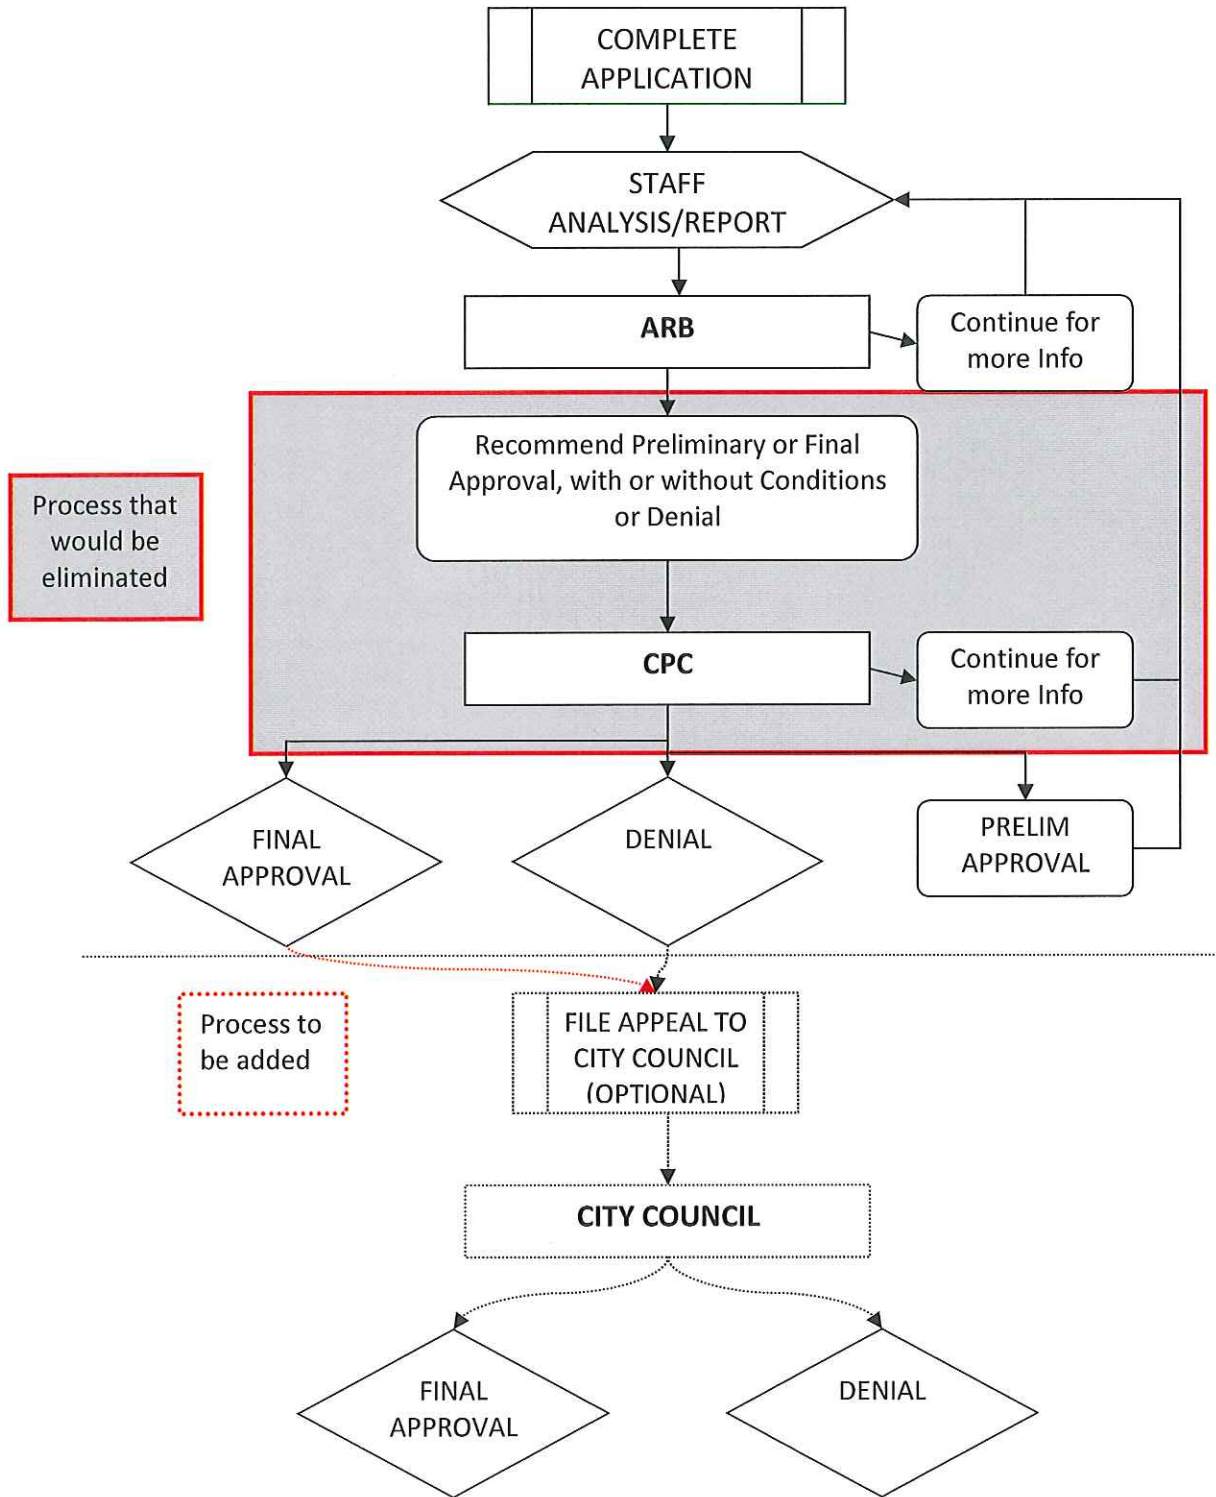 COMPLETE
APPLICATION
STAFF
ANALYSIS/REPORT
ARB
Continue for
more Info
Recommend Preliminary or Final
Approval, with or without Conditions
or Denial
Process that
would be
eliminated
CPC
Continue for
more Info
FINAL
APPROVAL
DENIAL
PRELIM
APPROVAL
Process to
be added
FILE APPEAL TO
CITY COUNCIL
(OPTIONAL)
CITY COUNCIL
FINAL
APPROVAL
DENIAL